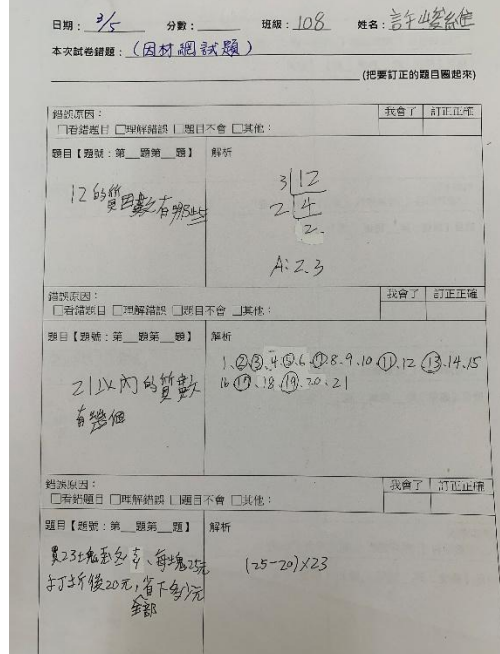 日期：3/5 分數： 班級：108 姓名：許峻維
本次試卷錯題：(因材網試題)
(把要訂正的題目圈起來)
錯誤原因： 我會了 訂正正確
□看錯題目 □理解錯誤 □題目不會 □其他：
題目【題號：第__題第__題】 解析
12的質因數有哪些
3 12
2 4
2
A:2.3
錯誤原因： 我會了 訂正正確
□看錯題目 □理解錯誤 □題目不會 □其他：
題目【題號：第__題第__題】 解析
21以內的質數
有幾個
1、②③、4⑤、6、⑦、8、9、10、⑪、12、⑬、14、15
16、⑰、18、⑲、20、21
錯誤原因： 我會了 訂正正確
□看錯題目 □理解錯誤 □題目不會 □其他：
題目【題號：第__題第__題】 解析
買23塊、每塊25元
打折後20元，省下多少元
全部
(25-20)×23